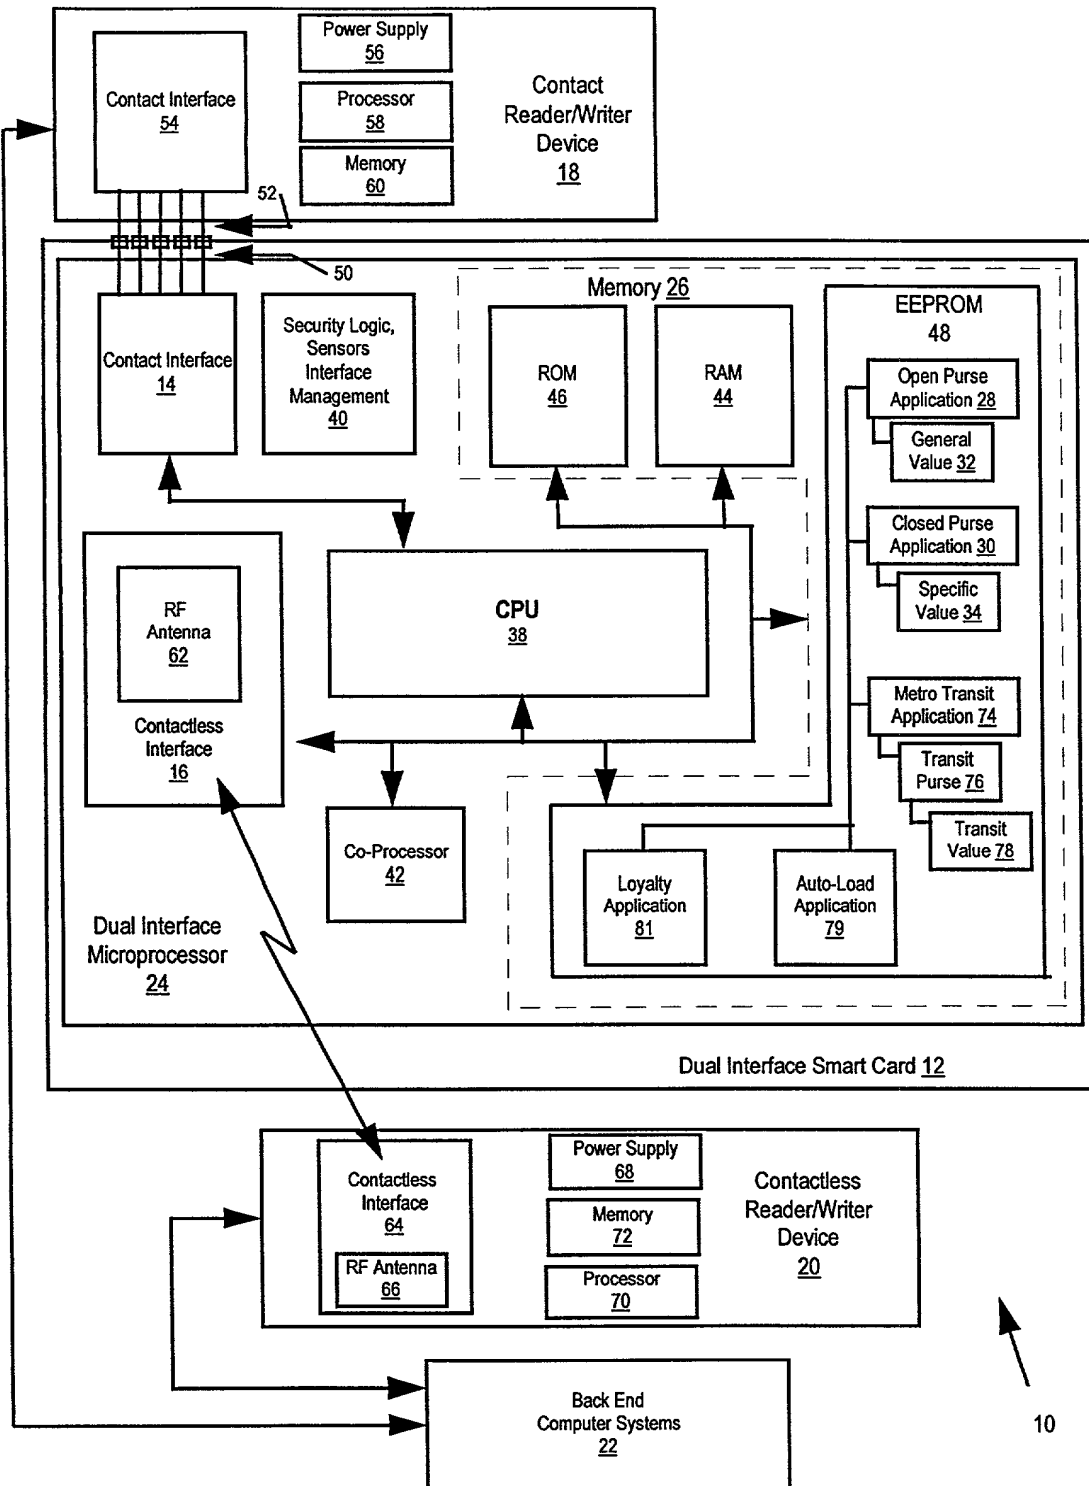 Contact Interface
54
Power Supply
56
Processor
58
Memory
60
Contact
Reader/Writer
Device
18
52
50
Contact Interface
14
Security Logic,
Sensors
Interface
Management
40
Memory 26
ROM
46
RAM
44
EEPROM
48
Open Purse
Application 28
General
Value 32
Closed Purse
Application 30
Specific
Value 34
Metro Transit
Application 74
Transit
Purse 76
Transit
Value 78
CPU
38
RF
Antenna
62
Contactless
Interface
16
Co-Processor
42
Loyalty
Application
81
Auto-Load
Application
79
Dual Interface
Microprocessor
24
Dual Interface Smart Card 12
Contactless
Interface
64
RF Antenna
66
Power Supply
68
Memory
72
Processor
70
Contactless
Reader/Writer
Device
20
Back End
Computer Systems
22
10